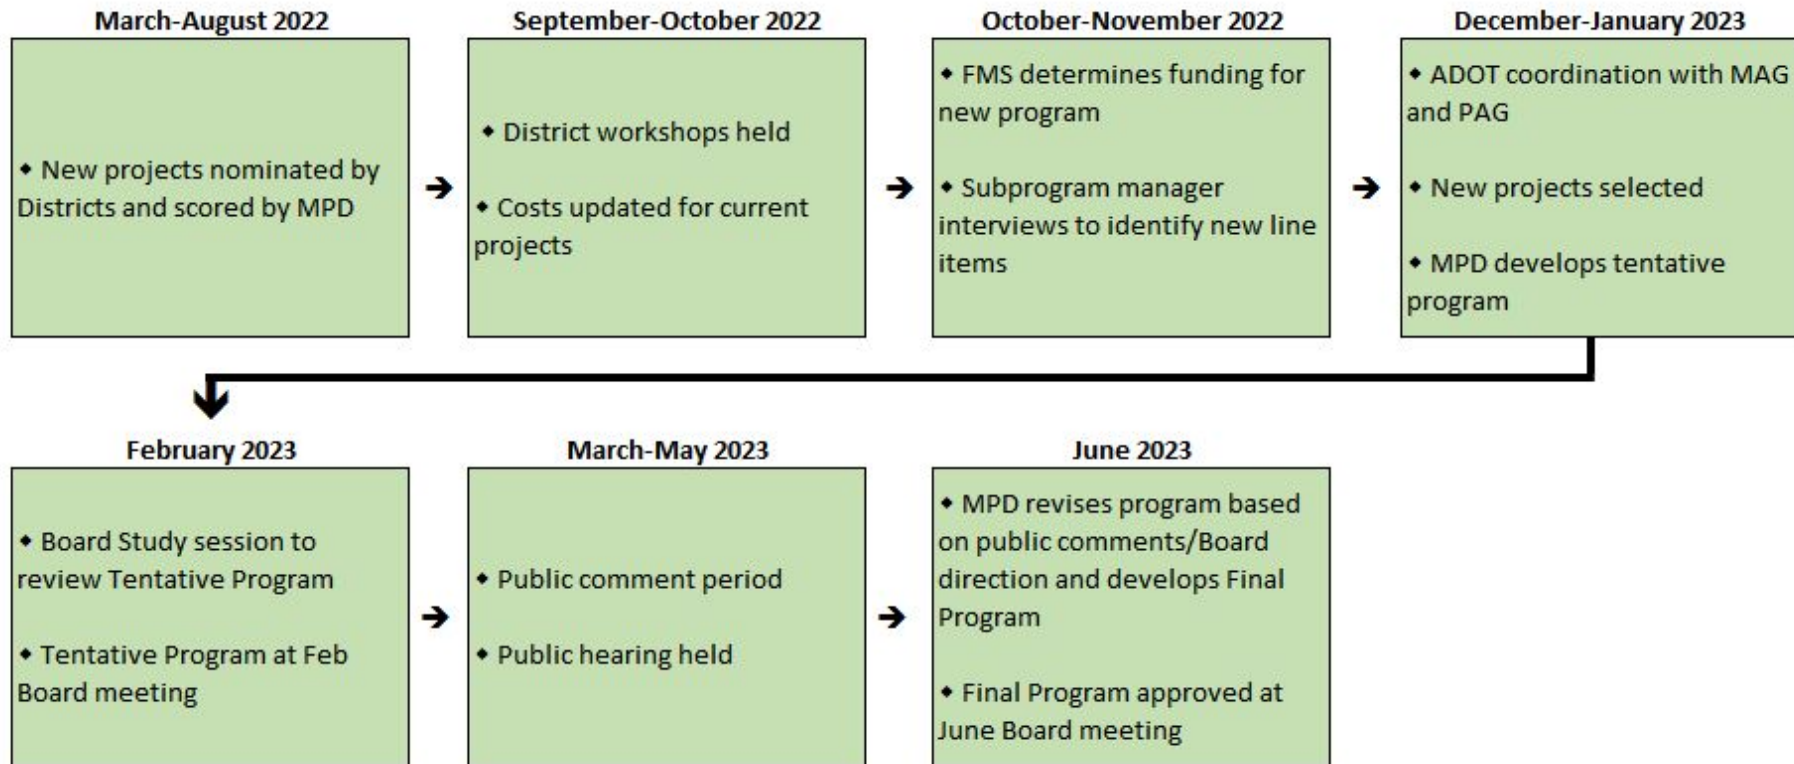 March-August 2022
◆ New projects nominated by
Districts and scored by MPD
September-October 2022
◆ District workshops held
◆ Costs updated for current
projects
October-November 2022
◆ FMS determines funding for
new program
◆ Subprogram manager
interviews to identify new line
items
December-January 2023
◆ ADOT coordination with MAG
and PAG
◆ New projects selected
◆ MPD develops tentative
program
February 2023
◆ Board Study session to
review Tentative Program
◆ Tentative Program at Feb
Board meeting
March-May 2023
◆ Public comment period
◆ Public hearing held
June 2023
◆ MPD revises program based
on public comments/Board
direction and develops Final
Program
◆ Final Program approved at
June Board meeting